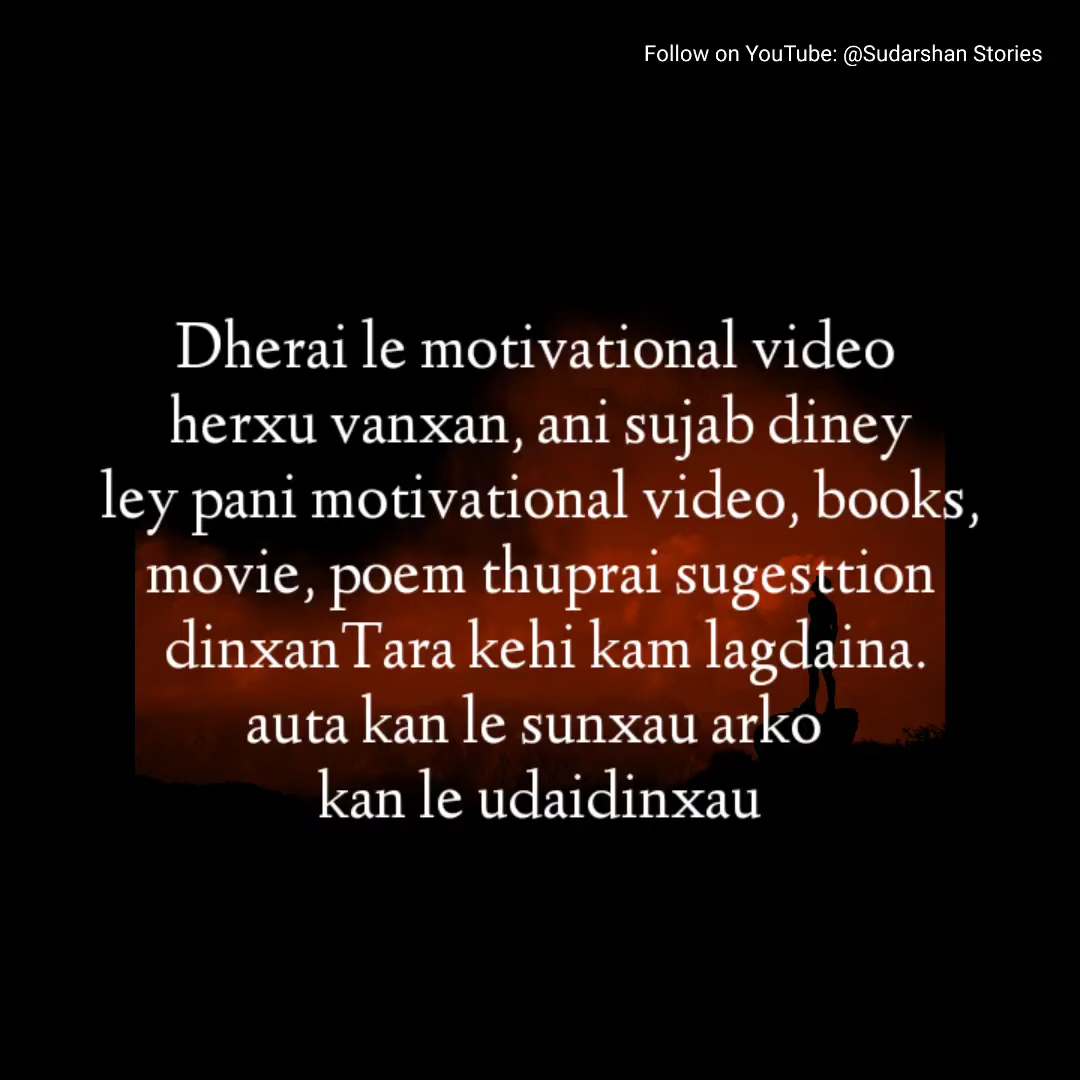 Follow on YouTube: @Sudarshan Stories
Dherai le motivational video
herxu vanxan, ani sujab diney
ley pani motivational video, books,
movie, poem thuprai sugesttion
dinxanTara kehi kam lagdaina.
auta kan le sunxau arko
kan le udaidinxau